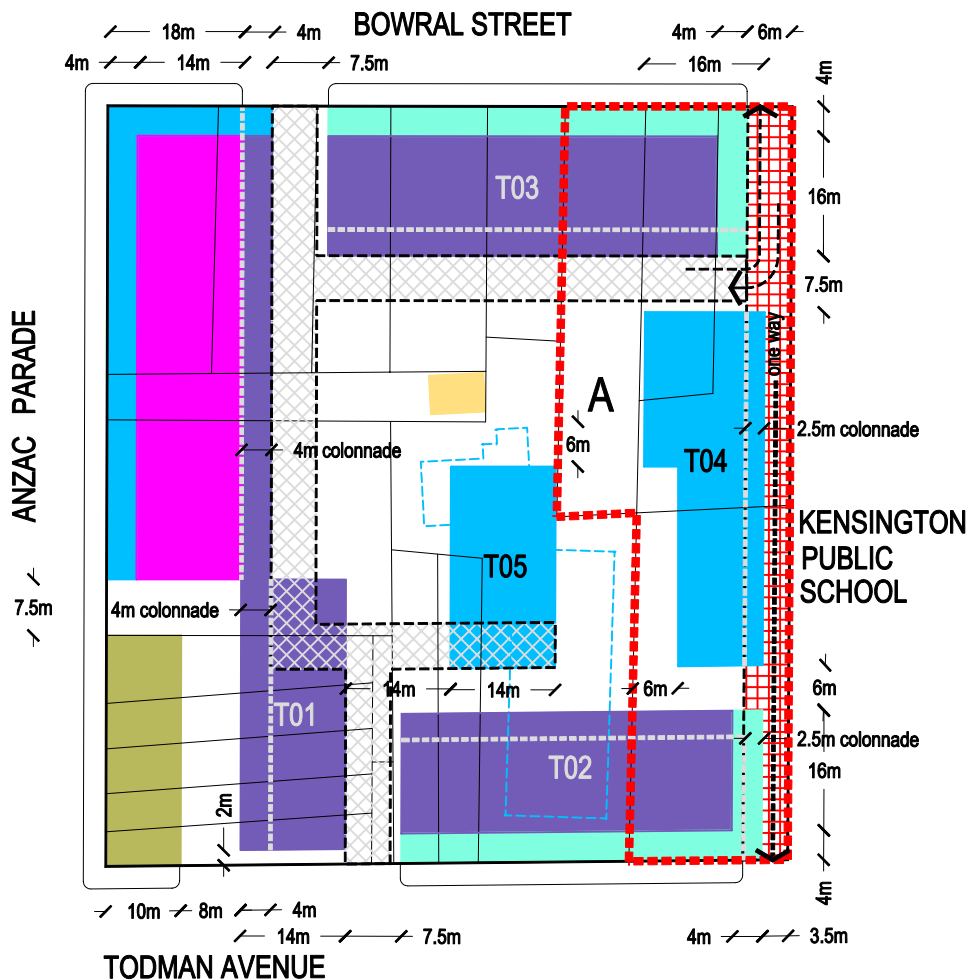 BOWRAL STREET
18m
4m
4m
6m
4m
14m
7.5m
16m
4m
T03
16m
7.5m
ANZAC PARADE
one way
A
6m
2.5m colonnade
4m colonnade
T04
KENSINGTON
PUBLIC
SCHOOL
T05
7.5m
4m colonnade
14m
14m
6m
6m
T01
2.5m colonnade
T02
16m
2m
4m
10m
8m
4m
14m
7.5m
4m
3.5m
TODMAN AVENUE